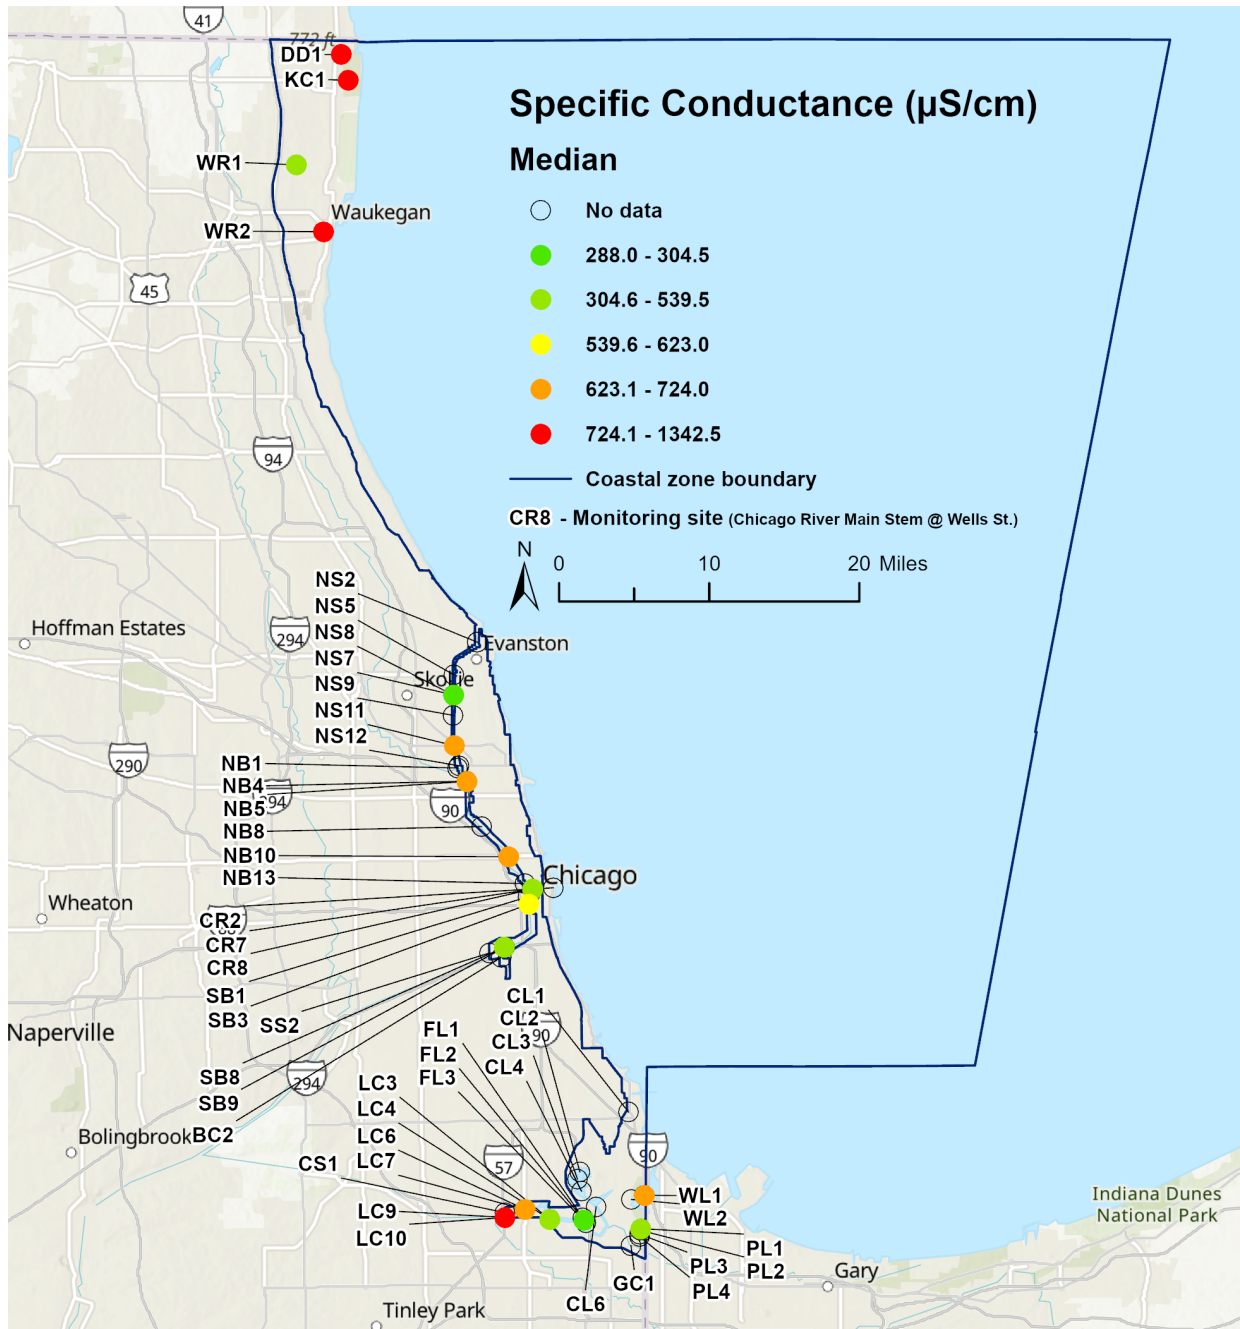 41
772 ft
DD1
KC1
Specific Conductance (µS/cm)
Median
WR1
No data
Waukegan
WR2
288.0 - 304.5
45
304.6 - 539.5
539.6 - 623.0
623.1 - 724.0
724.1 - 1342.5
94
Coastal zone boundary
CR8 - Monitoring site (Chicago River Main Stem @ Wells St.)
N
0 10 20 Miles
NS2
NS5
Hoffman Estates
294
NS8
Evanston
NS7
Skokie
NS9
NS11
NS12
290
NB1
NB4
294
NB5
90
NB8
NB10
NB13
Chicago
Wheaton
CR2
CR7
CR8
SB1
SB3
SS2
CL1
CL2
90
FL1
CL3
Naperville
FL2
CL4
SB8
FL3
294
LC3
SB9
LC4
Bolingbrook
BC2
LC6
90
CS1
LC7
57
WL1
Indiana Dunes
National Park
LC9
WL2
LC10
PL1
PL3
PL2
Gary
GC1
PL4
CL6
Tinley Park